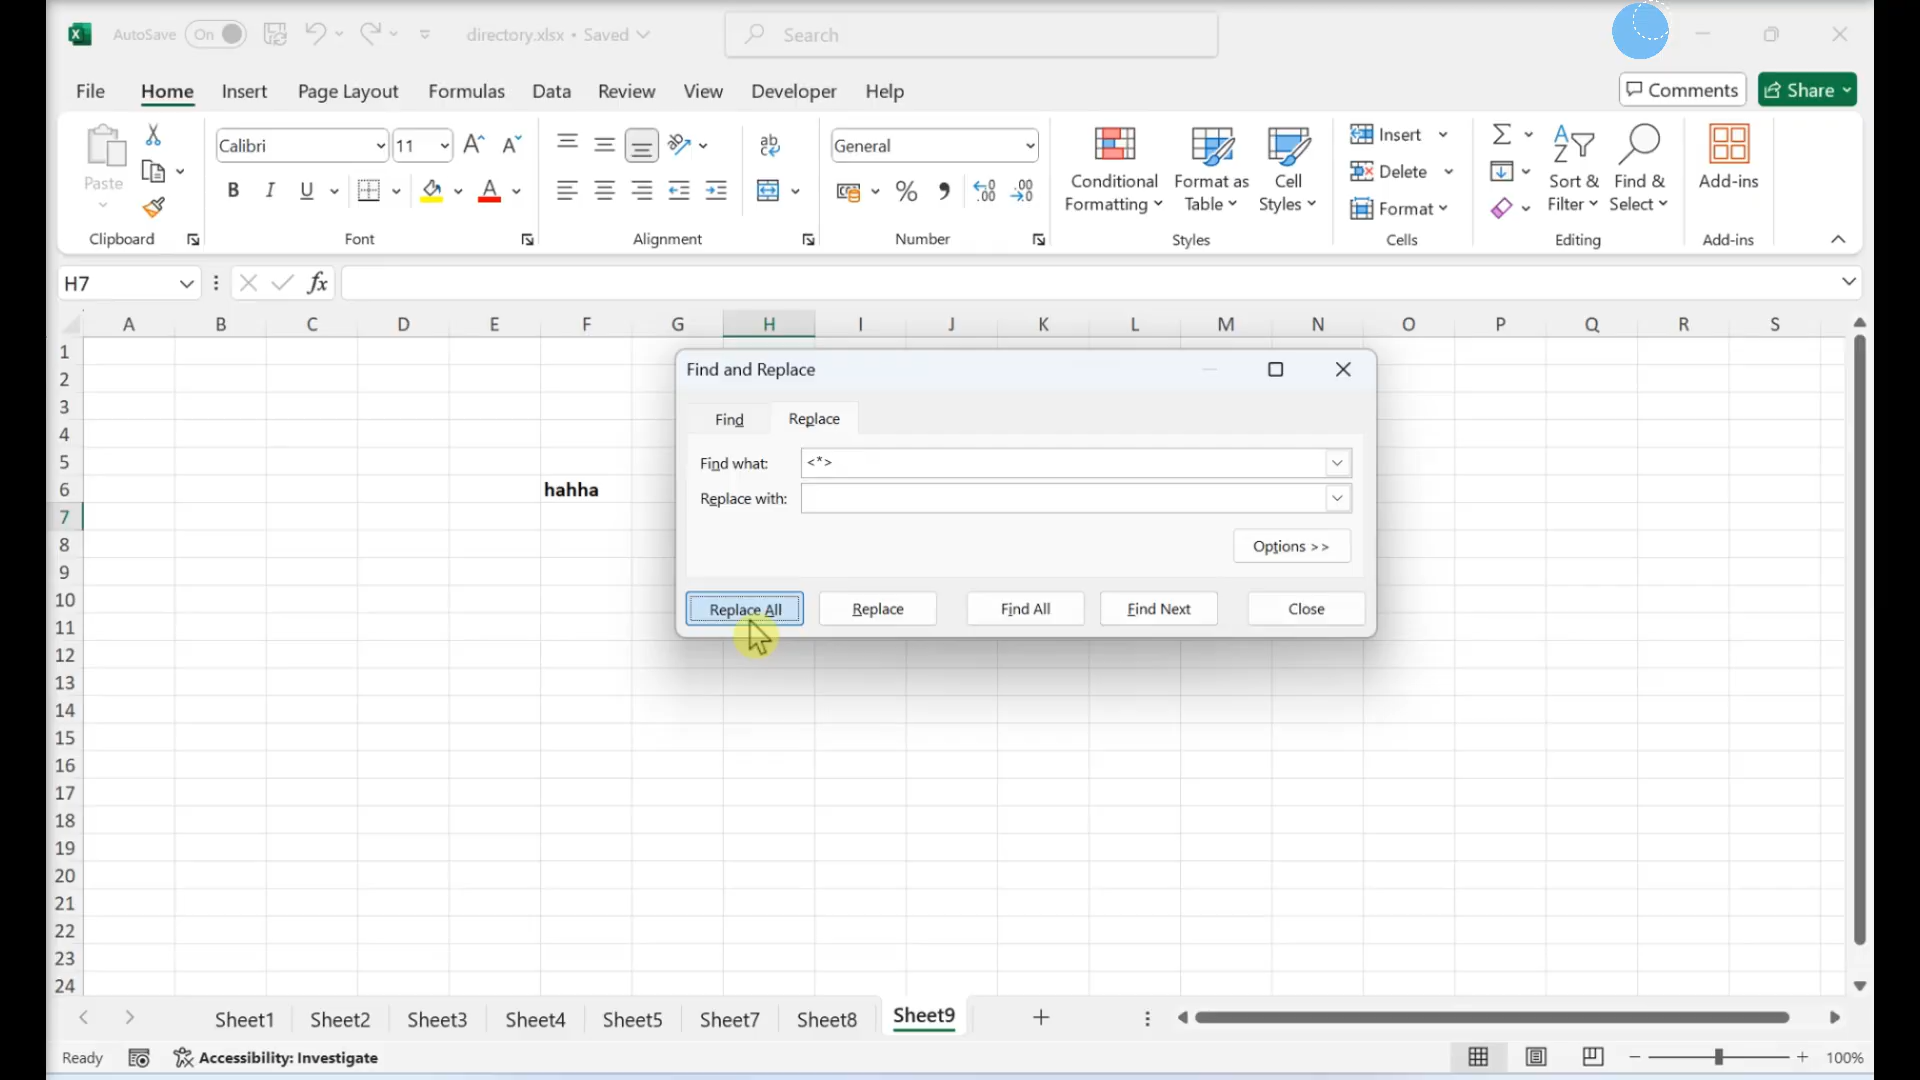 AutoSave On directory.xlsx • Saved Search
File Home Insert Page Layout Formulas Data Review View Developer Help Comments Share
Paste Calibri 11 General Conditional Formatting Format as Table Cell Styles Insert Delete Format Sort & Filter Find & Select Add-ins
B I U A ab c % 9
Clipboard Font Alignment Number Styles Cells Editing Add-ins
H7 fx
A B C D E F G H I J K L M N O P Q R S
1
2
3
4
5
6 hahha
7
8
9
10
11
12
13
14
15
16
17
18
19
20
21
22
23
24
Find and Replace
Find Replace
Find what: <*>
Replace with:
Options >>
Replace All Replace Find All Find Next Close
Sheet1 Sheet2 Sheet3 Sheet4 Sheet5 Sheet7 Sheet8 Sheet9
Ready Accessibility: Investigate 100%